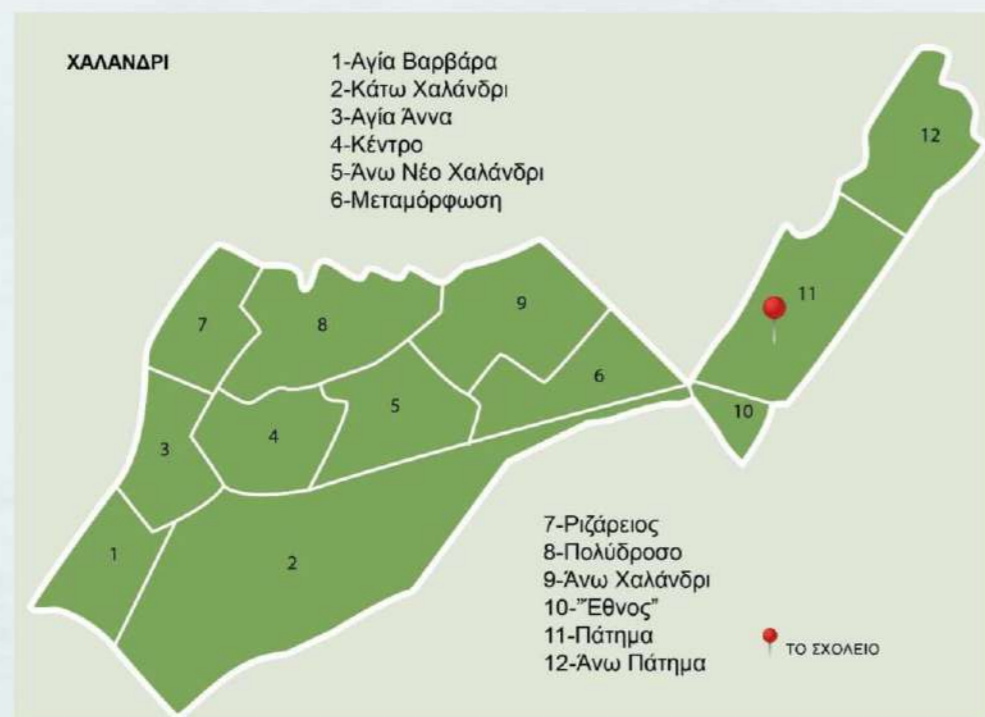 ΧΑΛΑΝΔΡΙ
1-Αγία Βαρβάρα
2-Κάτω Χαλάνδρι
3-Αγία Άννα
4-Κέντρο
5-Άνω Νέο Χαλάνδρι
6-Μεταμόρφωση
12
11
9
7
8
6
10
5
4
3
1
2
7-Ριζάρειος
8-Πολύδροσο
9-Άνω Χαλάνδρι
10-"Έθνος"
11-Πάτημα
12-Άνω Πάτημα
ΤΟ ΣΧΟΛΕΙΟ